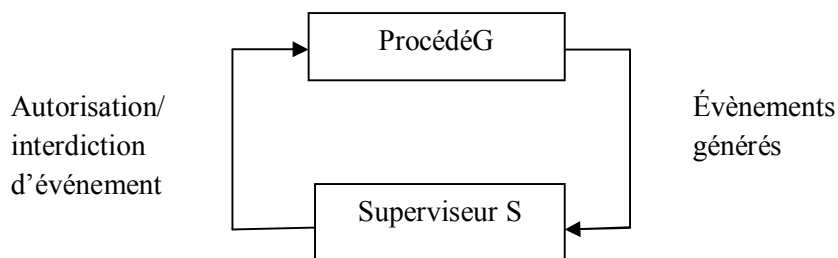 ProcédéG
Autorisation/
interdiction
d’événement
Évènements
générés
Superviseur S